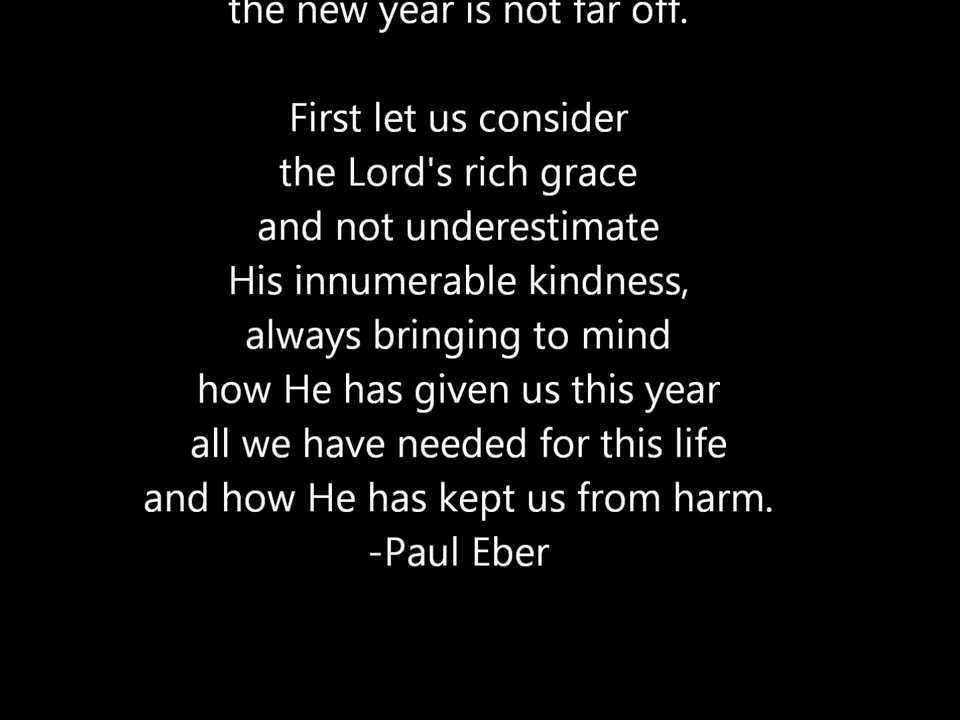 the new year is not far off.
First let us consider
the Lord's rich grace
and not underestimate
His innumerable kindness,
always bringing to mind
how He has given us this year
all we have needed for this life
and how He has kept us from harm.
-Paul Eber